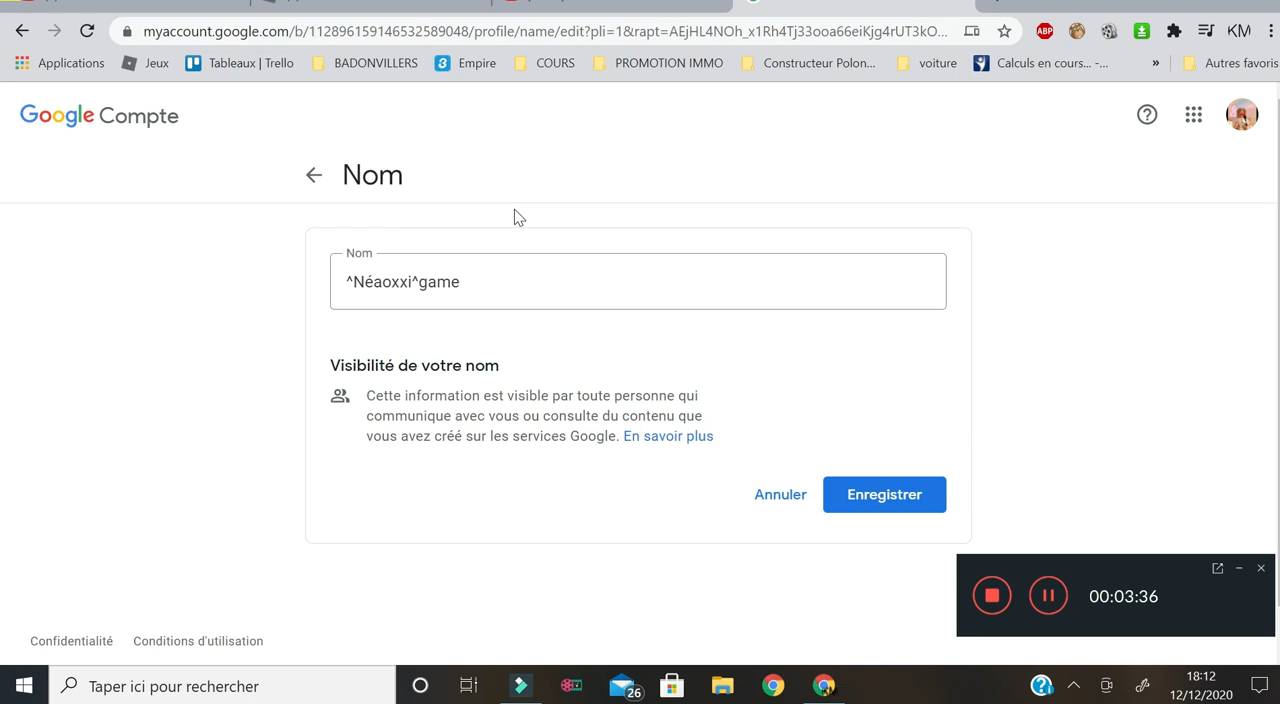 myaccount.google.com/b/112896159146532589048/profile/name/edit?pli=1&rapt=AEjHL4NOh_x1Rh4Tj33ooa66eiKjg4rUT3kO...
ABP
KM
Applications
Jeux
Tableaux | Trello
BADONVILLERS
3 Empire
COURS
PROMOTION IMMO
Constructeur Polon...
voiture
Calculs en cours... -...
»
Autres favoris
Google Compte
Nom
Nom
^Néaoxxi^game
Visibilité de votre nom
Cette information est visible par toute personne qui
communique avec vous ou consulte du contenu que
vous avez créé sur les services Google. En savoir plus
Annuler
Enregistrer
00:03:36
Confidentialité
Conditions d'utilisation
Taper ici pour rechercher
26
18:12
12/12/2020